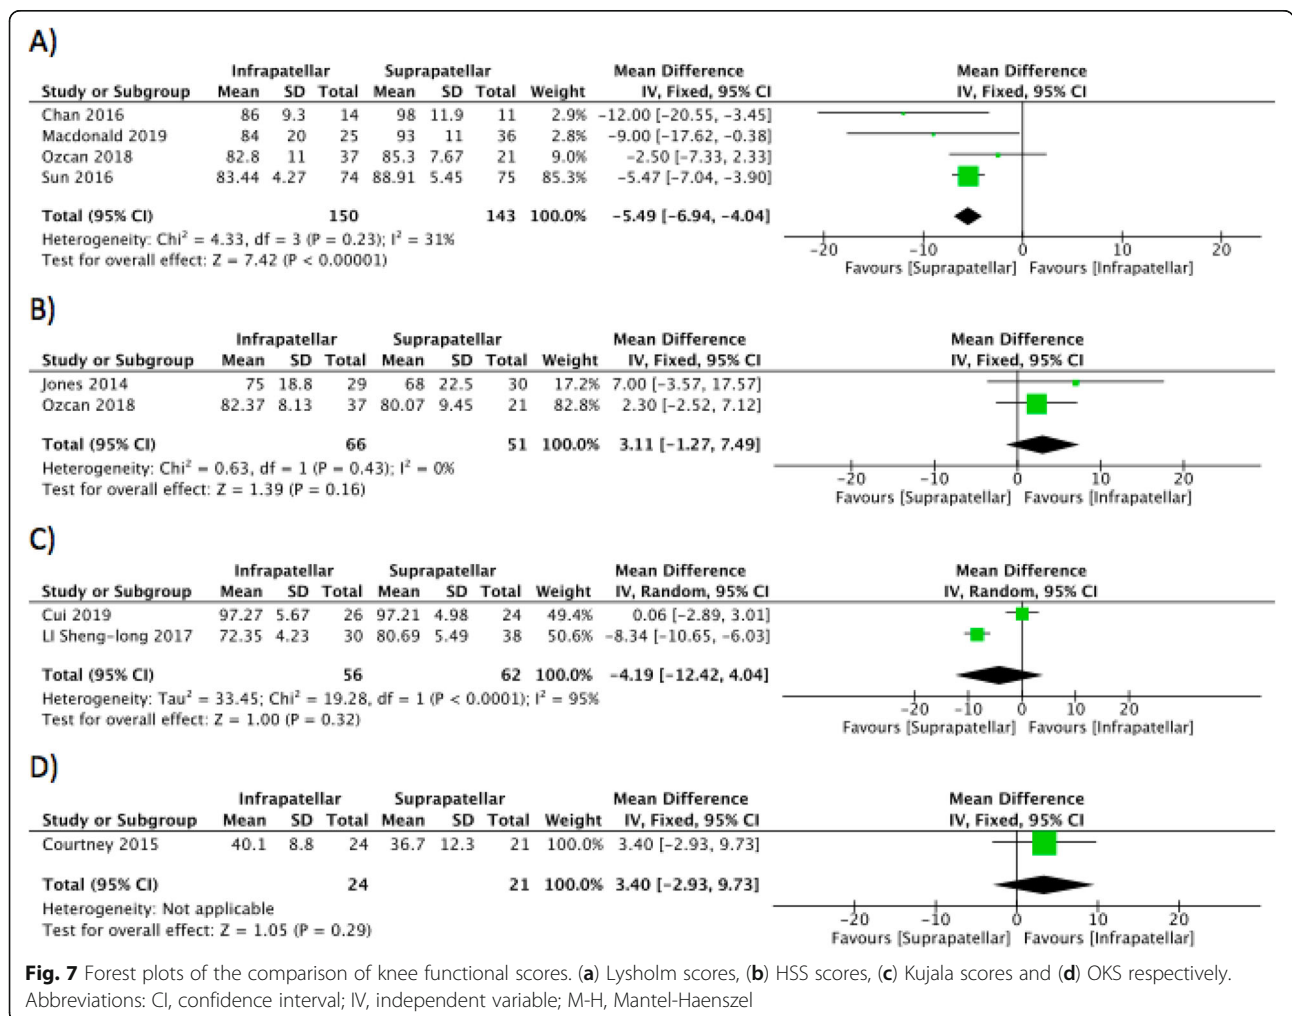 A)
Infrapatellar Suprapatellar Mean Difference Mean Difference
Study or Subgroup Mean SD Total Mean SD Total Weight IV, Fixed, 95% CI IV, Fixed, 95% CI
Chan 2016 86 9.3 14 98 11.9 11 2.9% -12.00 [-20.55, -3.45]
Macdonald 2019 84 20 25 93 11 36 2.8% -9.00 [-17.62, -0.38]
Ozcan 2018 82.8 11 37 85.3 7.67 21 9.0% -2.50 [-7.33, 2.33]
Sun 2016 83.44 4.27 74 88.91 5.45 75 85.3% -5.47 [-7.04, -3.90]
Total (95% CI) 150 143 100.0% -5.49 [-6.94, -4.04]
Heterogeneity: Chi² = 4.33, df = 3 (P = 0.23); I² = 31%
Test for overall effect: Z = 7.42 (P < 0.00001)
-20 -10 0 10 20
Favours [Suprapatellar] Favours [Infrapatellar]
B)
Infrapatellar Suprapatellar Mean Difference Mean Difference
Study or Subgroup Mean SD Total Mean SD Total Weight IV, Fixed, 95% CI IV, Fixed, 95% CI
Jones 2014 75 18.8 29 68 22.5 30 17.2% 7.00 [-3.57, 17.57]
Ozcan 2018 82.37 8.13 37 80.07 9.45 21 82.8% 2.30 [-2.52, 7.12]
Total (95% CI) 66 51 100.0% 3.11 [-1.27, 7.49]
Heterogeneity: Chi² = 0.63, df = 1 (P = 0.43); I² = 0%
Test for overall effect: Z = 1.39 (P = 0.16)
-20 -10 0 10 20
Favours [Suprapatellar] Favours [Infrapatellar]
C)
Infrapatellar Suprapatellar Mean Difference Mean Difference
Study or Subgroup Mean SD Total Mean SD Total Weight IV, Random, 95% CI IV, Random, 95% CI
Cui 2019 97.27 5.67 26 97.21 4.98 24 49.4% 0.06 [-2.89, 3.01]
LI Sheng-long 2017 72.35 4.23 30 80.69 5.49 38 50.6% -8.34 [-10.65, -6.03]
Total (95% CI) 56 62 100.0% -4.19 [-12.42, 4.04]
Heterogeneity: Tau² = 33.45; Chi² = 19.28, df = 1 (P < 0.0001); I² = 95%
Test for overall effect: Z = 1.00 (P = 0.32)
-20 -10 0 10 20
Favours [Suprapatellar] Favours [Infrapatellar]
D)
Infrapatellar Suprapatellar Mean Difference Mean Difference
Study or Subgroup Mean SD Total Mean SD Total Weight IV, Fixed, 95% CI IV, Fixed, 95% CI
Courtney 2015 40.1 8.8 24 36.7 12.3 21 100.0% 3.40 [-2.93, 9.73]
Total (95% CI) 24 21 100.0% 3.40 [-2.93, 9.73]
Heterogeneity: Not applicable
Test for overall effect: Z = 1.05 (P = 0.29)
-20 -10 0 10 20
Favours [Suprapatellar] Favours [Infrapatellar]
Fig. 7 Forest plots of the comparison of knee functional scores. (a) Lysholm scores, (b) HSS scores, (c) Kujala scores and (d) OKS respectively.
Abbreviations: CI, confidence interval; IV, independent variable; M-H, Mantel-Haenszel